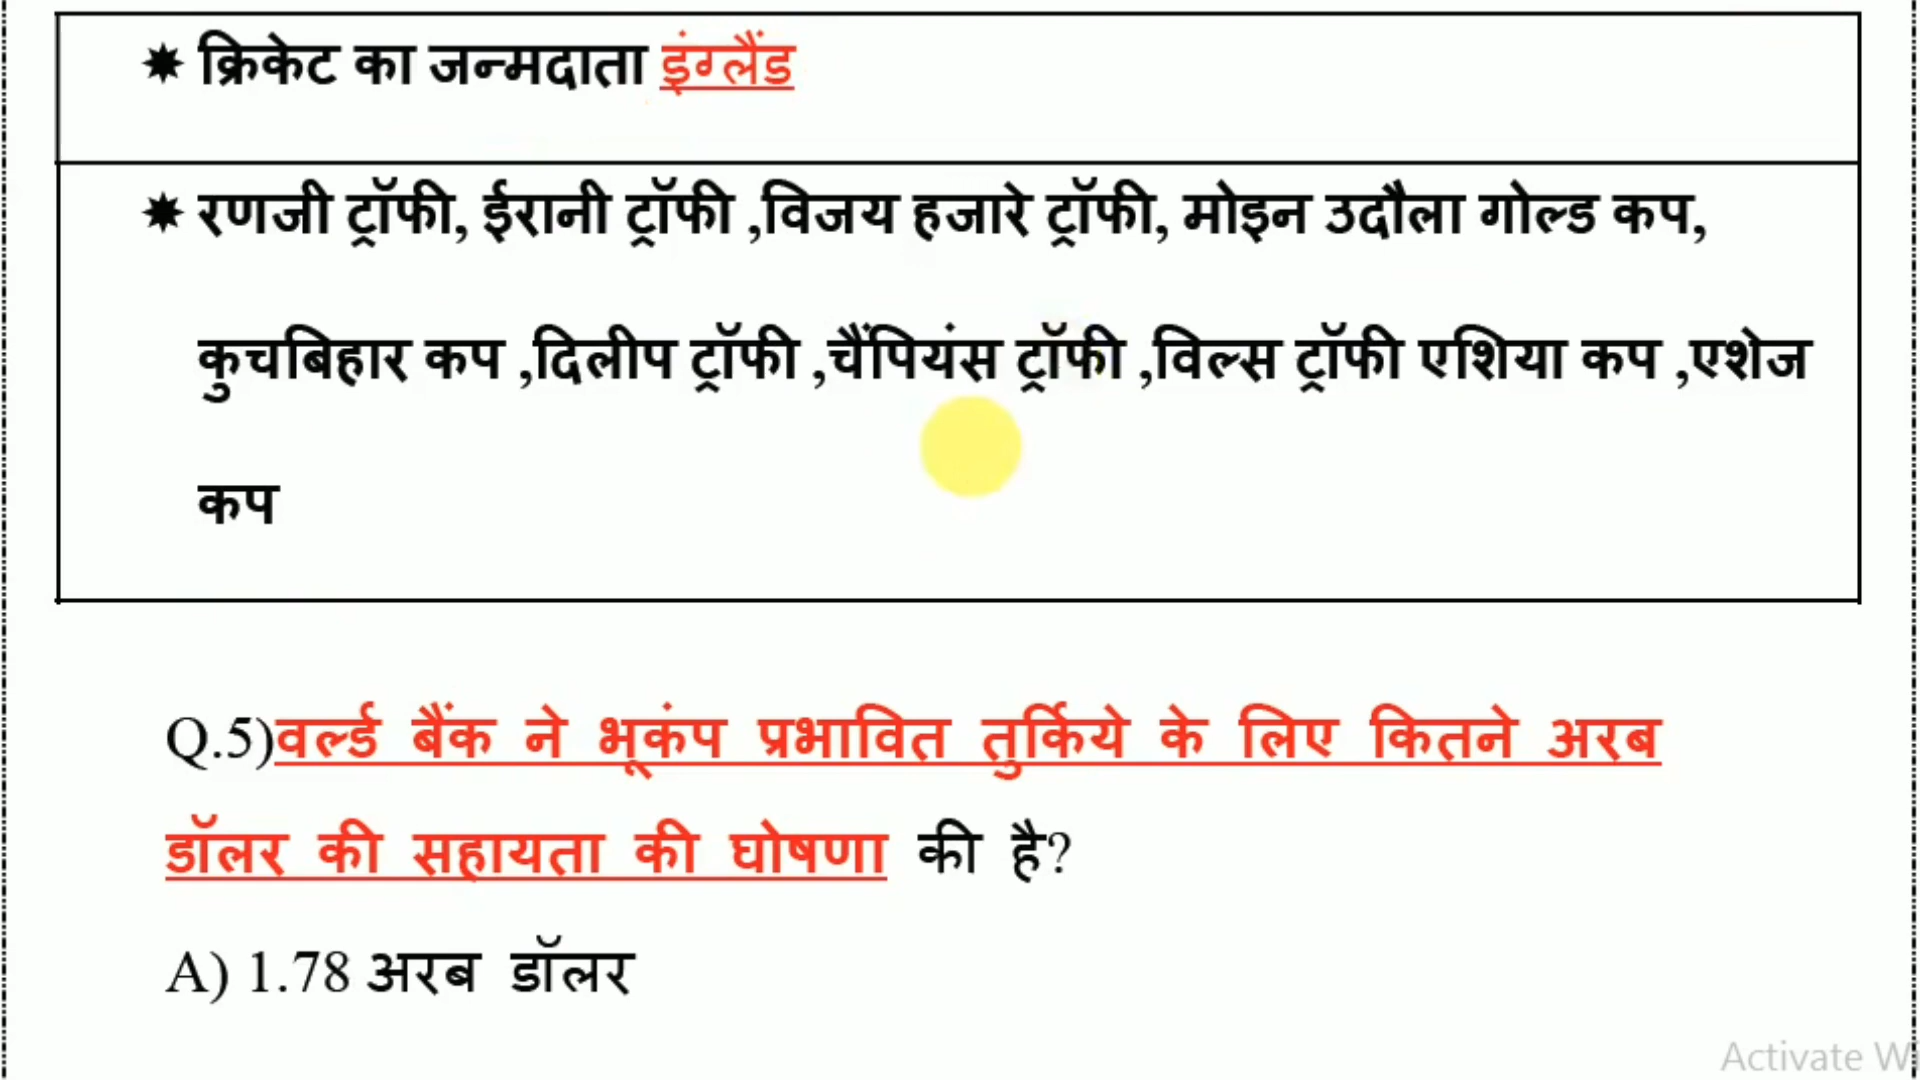 ✷ क्रिकेट का जन्मदाता इंग्लैंड
✷ रणजी ट्रॉफी, ईरानी ट्रॉफी ,विजय हजारे ट्रॉफी, मोइन उदौला गोल्ड कप,
कुचबिहार कप ,दिलीप ट्रॉफी ,चैंपियंस ट्रॉफी ,विल्स ट्रॉफी एशिया कप ,एशेज
कप
Q.5)वर्ल्ड बैंक ने भूकंप प्रभावित तुर्किये के लिए कितने अरब
डॉलर की सहायता की घोषणा की है?
A) 1.78 अरब डॉलर
Activate W